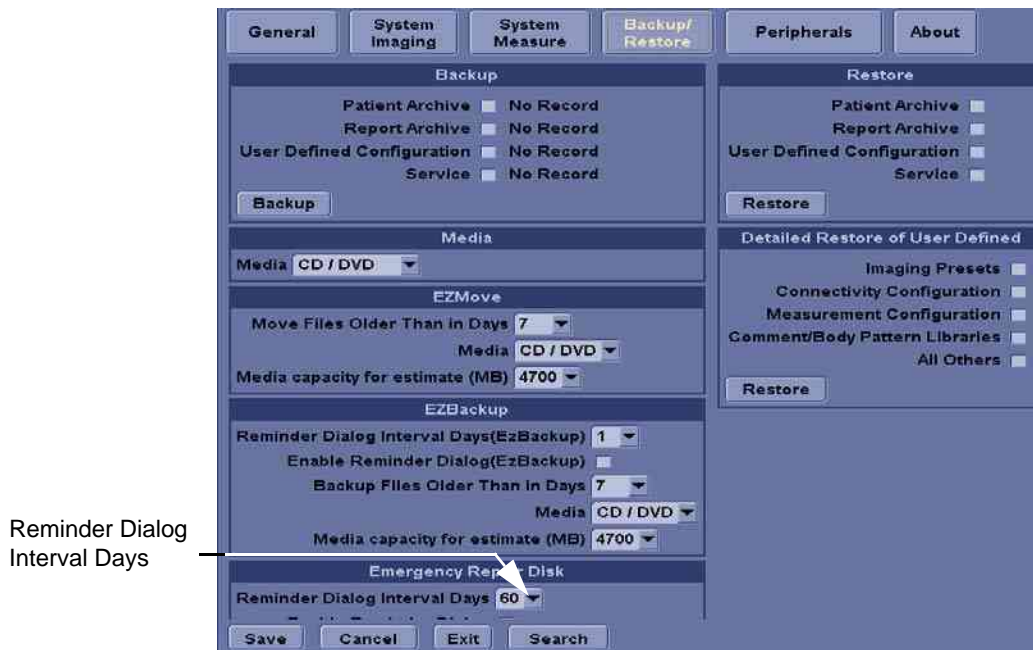 General
System Imaging
System Measure
Backup/ Restore
Peripherals
About
Backup
Patient Archive No Record
Report Archive No Record
User Defined Configuration No Record
Service No Record
Backup
Media
Media CD / DVD
EZMove
Move Files Older Than in Days 7
Media CD / DVD
Media capacity for estimate (MB) 4700
EZBackup
Reminder Dialog Interval Days(EzBackup) 1
Enable Reminder Dialog(EzBackup)
Backup Files Older Than in Days 7
Media CD / DVD
Media capacity for estimate (MB) 4700
Emergency Repair Disk
Reminder Dialog Interval Days 60
Restore
Patient Archive
Report Archive
User Defined Configuration
Service
Restore
Detailed Restore of User Defined
Imaging Presets
Connectivity Configuration
Measurement Configuration
Comment/Body Pattern Libraries
All Others
Restore
Save
Cancel
Exit
Search
Reminder Dialog
Interval Days